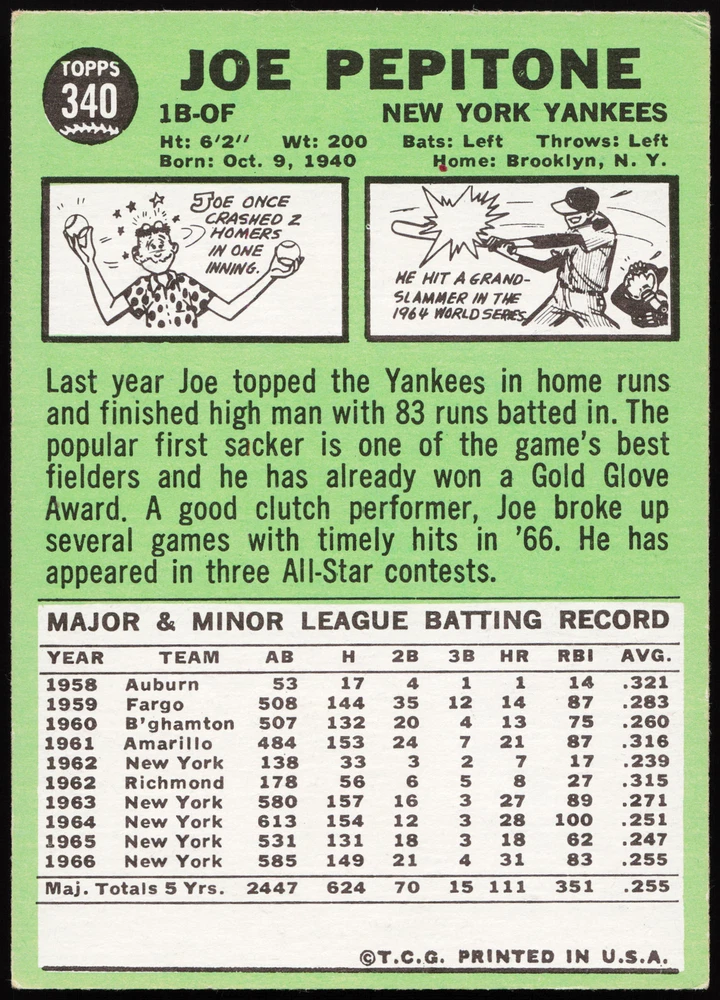 TOPPS
340
JOE PEPITONE
1B-OF NEW YORK YANKEES
Ht: 6'2'' Wt: 200 Bats: Left Throws: Left
Born: Oct. 9, 1940 Home: Brooklyn, N. Y.
JOE ONCE
CRASHED 2
HOMERS
IN ONE
INNING.
HE HIT A GRAND-
SLAMMER IN THE
1964 WORLD SERIES.
Last year Joe topped the Yankees in home runs
and finished high man with 83 runs batted in. The
popular first sacker is one of the game's best
fielders and he has already won a Gold Glove
Award. A good clutch performer, Joe broke up
several games with timely hits in '66. He has
appeared in three All-Star contests.
MAJOR & MINOR LEAGUE BATTING RECORD
YEAR TEAM AB H 2B 3B HR RBI AVG.
1958 Auburn 53 17 4 1 1 14 .321
1959 Fargo 508 144 35 12 14 87 .283
1960 B'ghamton 507 132 20 4 13 75 .260
1961 Amarillo 484 153 24 7 21 87 .316
1962 New York 138 33 3 2 7 17 .239
1962 Richmond 178 56 6 5 8 27 .315
1963 New York 580 157 16 3 27 89 .271
1964 New York 613 154 12 3 28 100 .251
1965 New York 531 131 18 3 18 62 .247
1966 New York 585 149 21 4 31 83 .255
Maj. Totals 5 Yrs. 2447 624 70 15 111 351 .255
©T.C.G. PRINTED IN U.S.A.